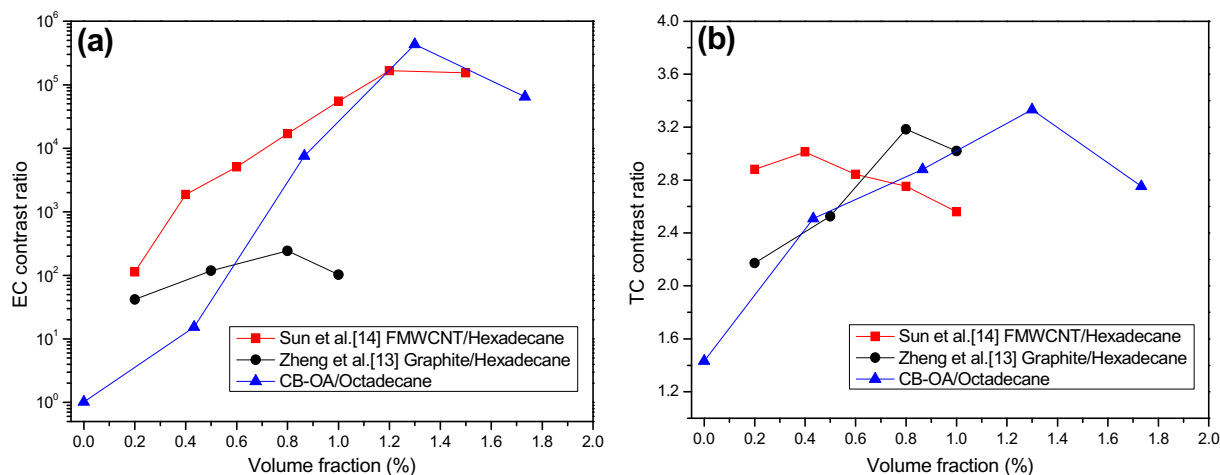 (a)
EC contrast ratio
10^6
10^5
10^4
10^3
10^2
10^1
10^0
Sun et al.[14] FMWCNT/Hexadecane
Zheng et al.[13] Graphite/Hexadecane
CB-OA/Octadecane
0.0 0.2 0.4 0.6 0.8 1.0 1.2 1.4 1.6 1.8 2.0
Volume fraction (%)
(b)
TC contrast ratio
4.0
3.6
3.2
2.8
2.4
2.0
1.6
1.2
Sun et al.[14] FMWCNT/Hexadecane
Zheng et al.[13] Graphite/Hexadecane
CB-OA/Octadecane
0.0 0.2 0.4 0.6 0.8 1.0 1.2 1.4 1.6 1.8 2.0
Volume fraction (%)